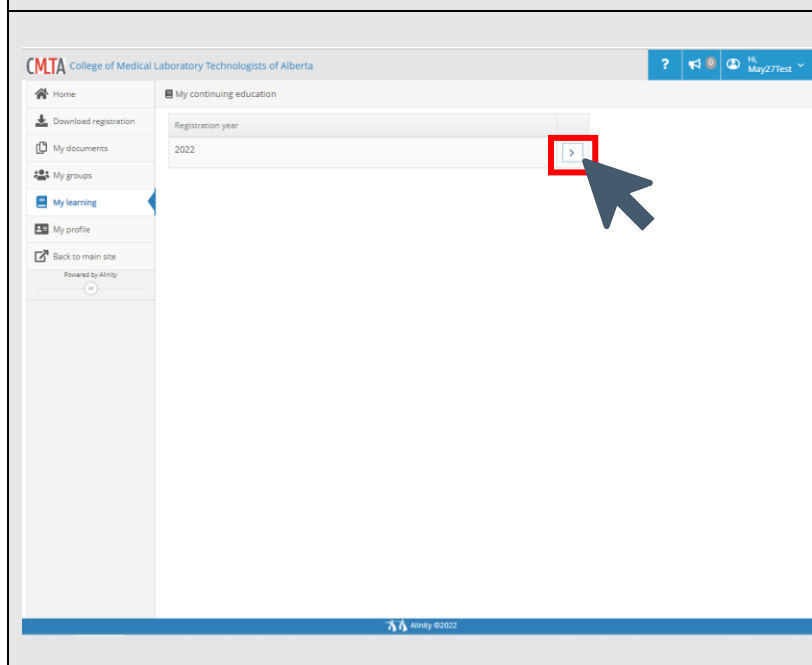 CMLTA College of Medical Laboratory Technologists of Alberta
? 0 Hi, May27Test
Home
Download registration
My documents
My groups
My learning
My profile
Back to main site
Powered by Alinity
My continuing education
Registration year
2022
Alinity ©2022